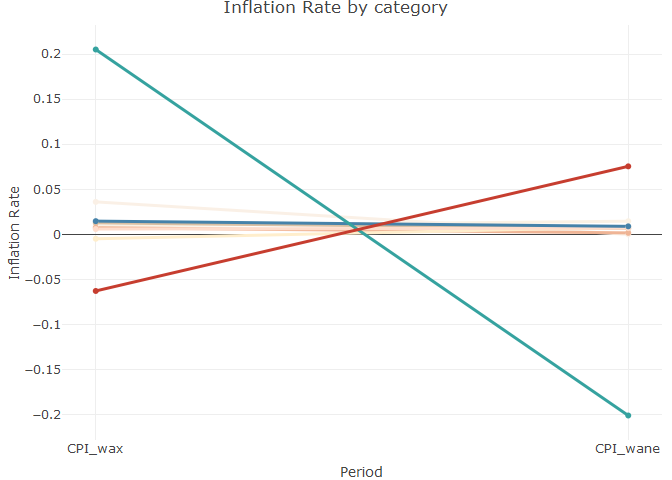 Inflation Rate by category
0.2
0.15
0.1
0.05
0
−0.05
−0.1
−0.15
−0.2
Inflation Rate
CPI_wax
CPI_wane
Period